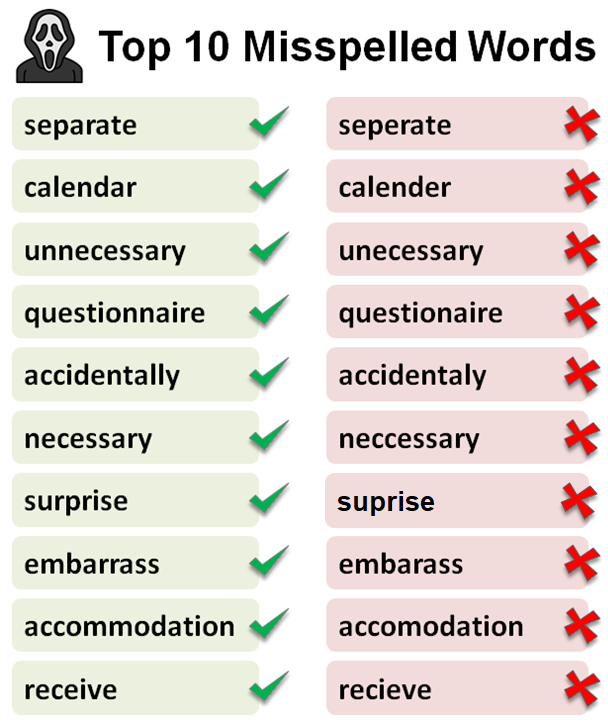 Top 10 Misspelled Words
separate seperate
calendar calender
unnecessary unecessary
questionnaire questionaire
accidentally accidentaly
necessary neccessary
surprise suprise
embarrass embarass
accommodation accomodation
receive recieve